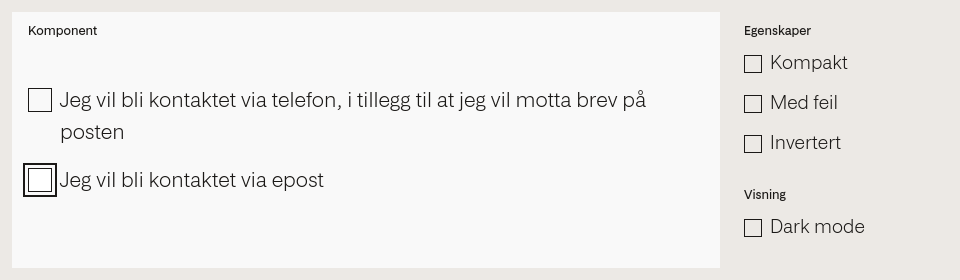 Komponent
Jeg vil bli kontaktet via telefon, i tillegg til at jeg vil motta brev på
posten
Jeg vil bli kontaktet via epost
Egenskaper
Kompakt
Med feil
Invertert
Visning
Dark mode